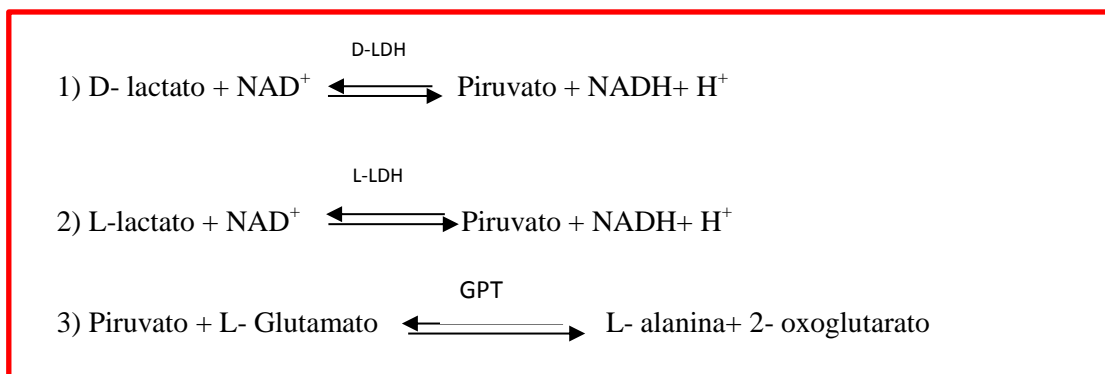 D-LDH
1) D- lactato + NAD⁺ Piruvato + NADH+ H⁺
L-LDH
2) L-lactato + NAD⁺ Piruvato + NADH+ H⁺
GPT
3) Piruvato + L- Glutamato L- alanina+ 2- oxoglutarato